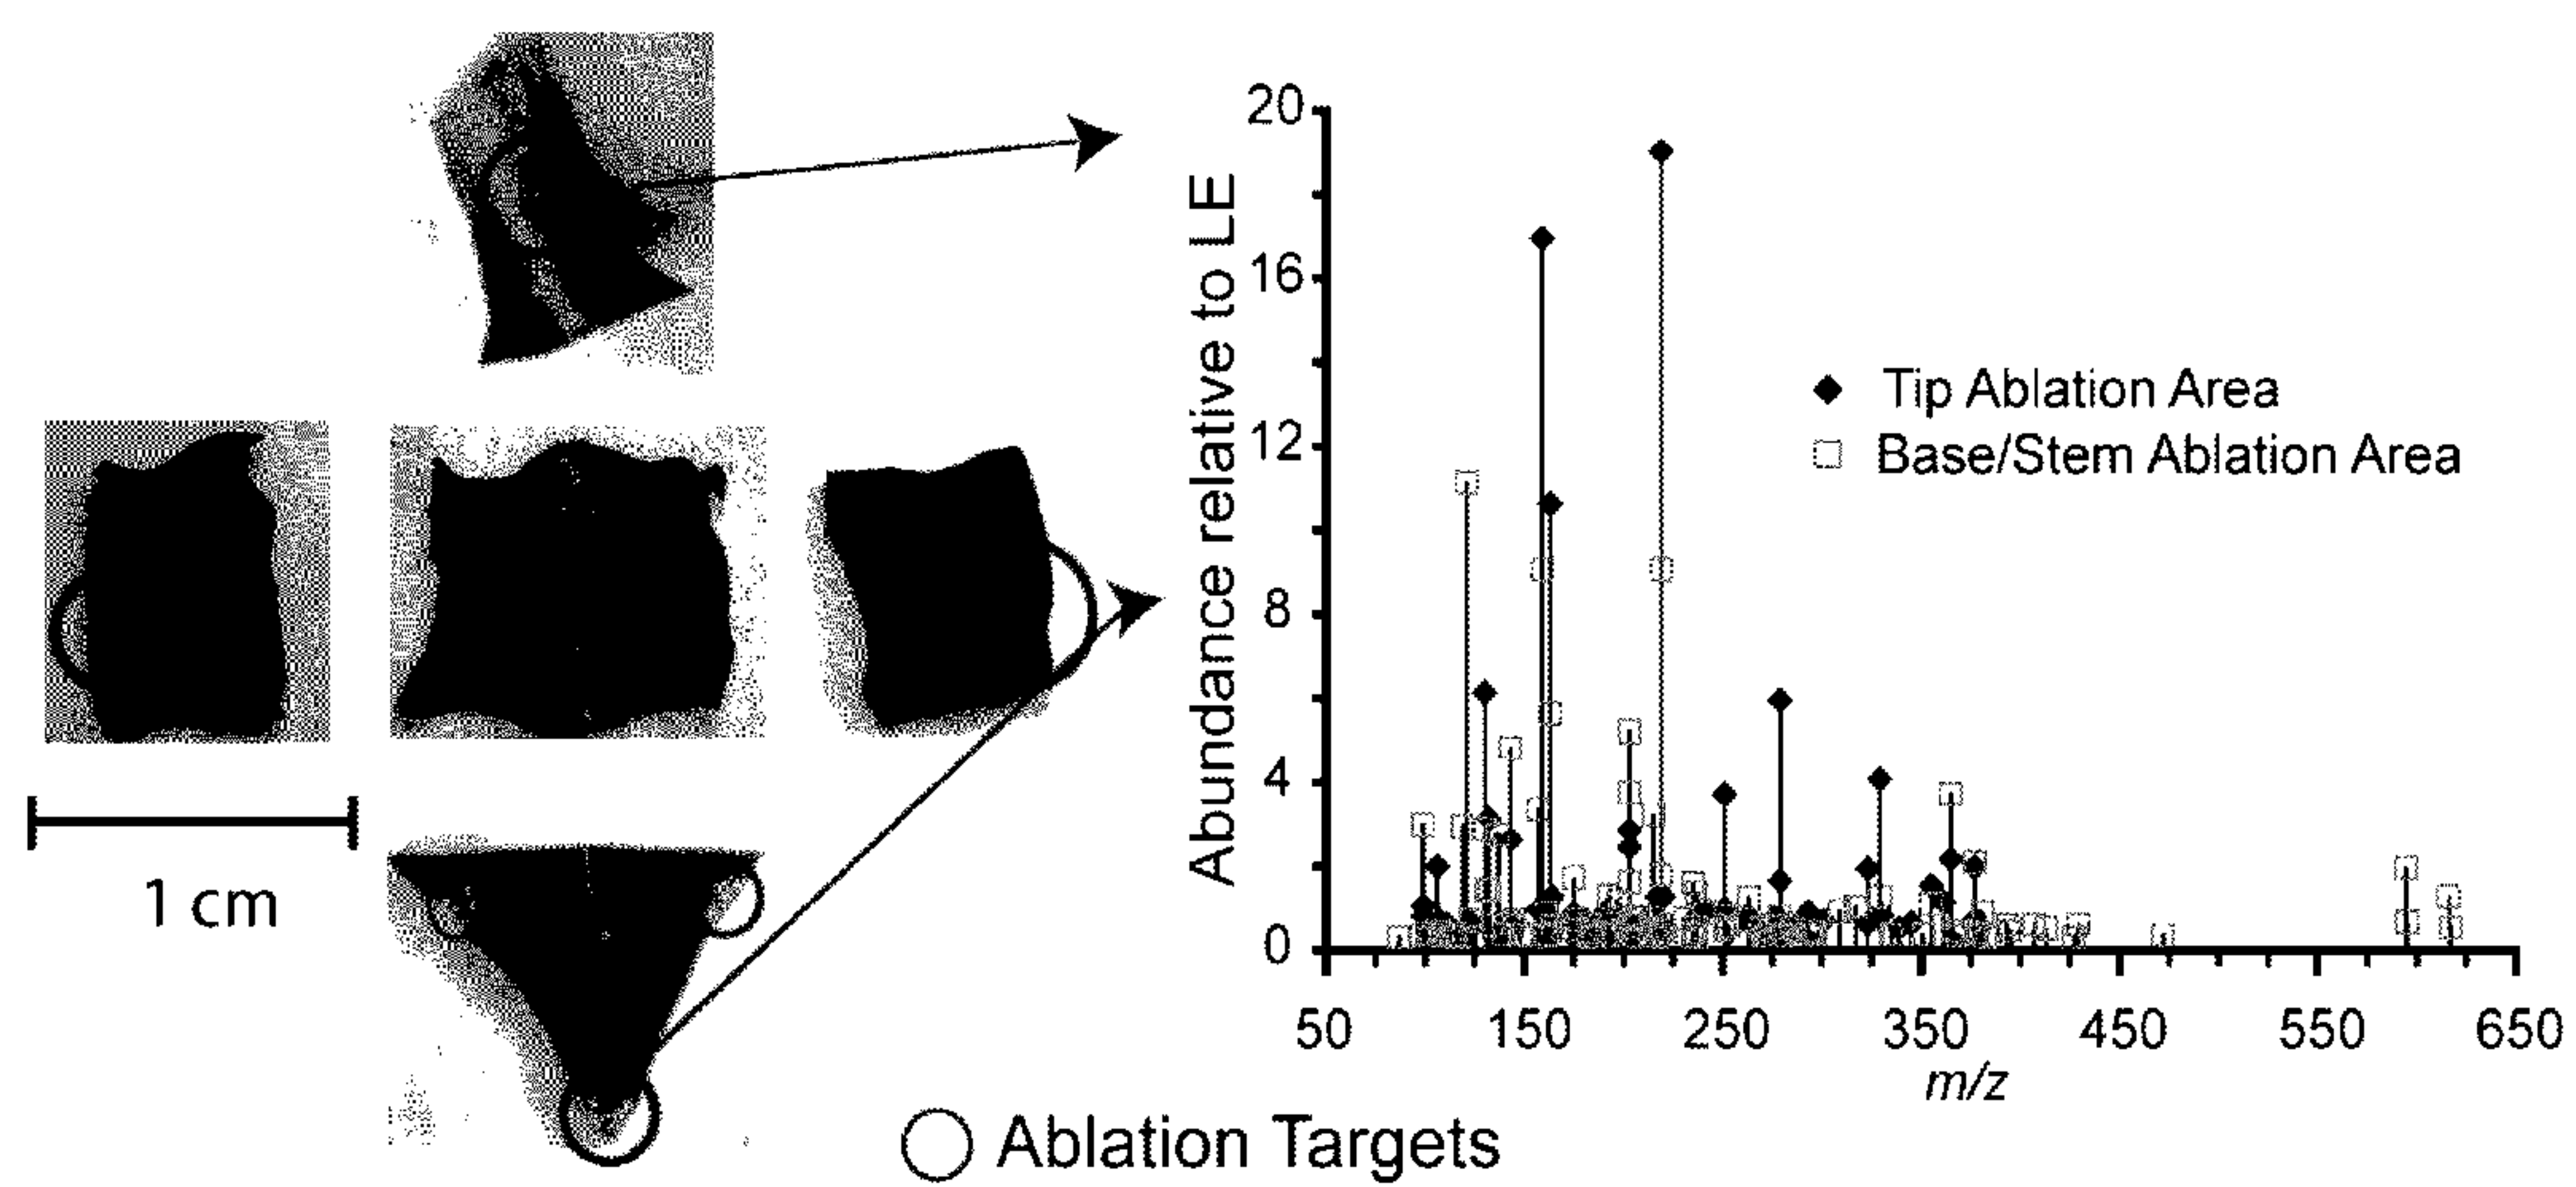 20
16
12
8
4
0
Abundance relative to LE
Tip Ablation Area
Base/Stem Ablation Area
50 150 250 350 450 550 650
m/z
1 cm
Ablation Targets